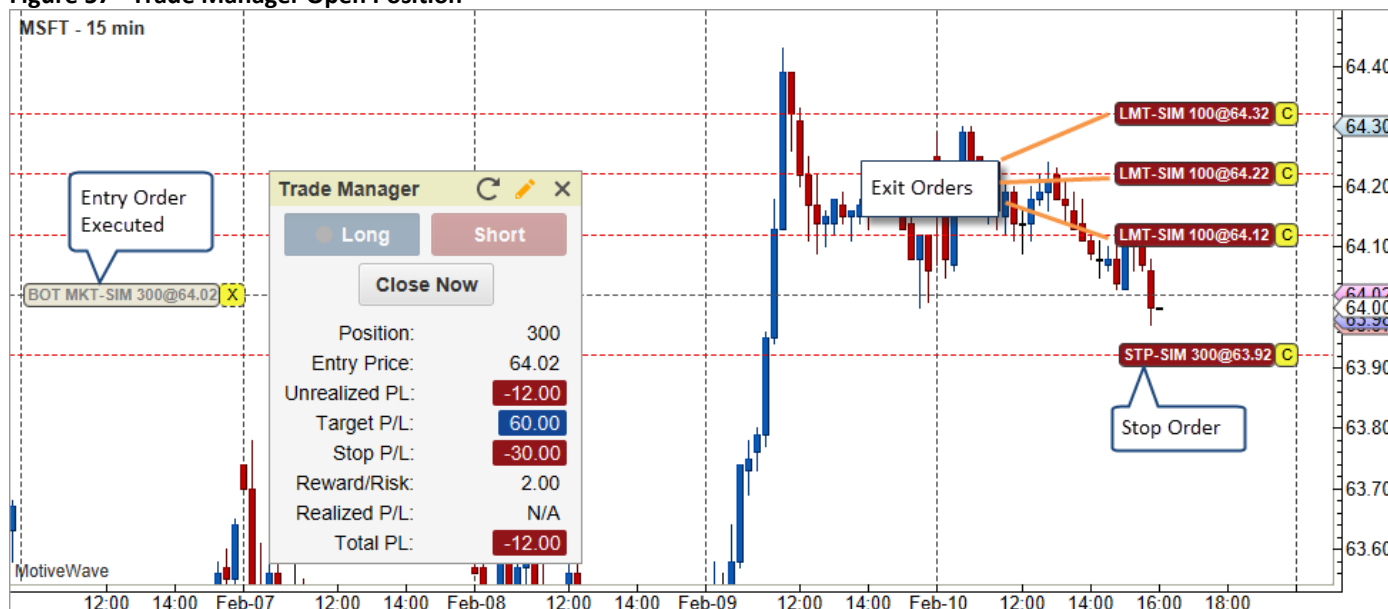 Figure 57 - Trade Manager Open Position
MSFT - 15 min
64.40
LMT-SIM 100@64.32 C
64.30
Entry Order
Executed
Trade Manager
Exit Orders
LMT-SIM 100@64.22 C
64.20
Long Short
LMT-SIM 100@64.12 C
64.10
Close Now
BOT MKT-SIM 300@64.02 X
64.02
64.00
63.98
Position: 300
Entry Price: 64.02
STP-SIM 300@63.92 C
63.90
Unrealized PL: -12.00
Target P/L: 60.00
Stop Order
63.80
Stop P/L: -30.00
Reward/Risk: 2.00
63.70
Realized P/L: N/A
Total PL: -12.00
63.60
MotiveWave
12:00 14:00 Feb-07 12:00 14:00 Feb-08 12:00 14:00 Feb-09 12:00 14:00 Feb-10 12:00 14:00 16:00 18:00